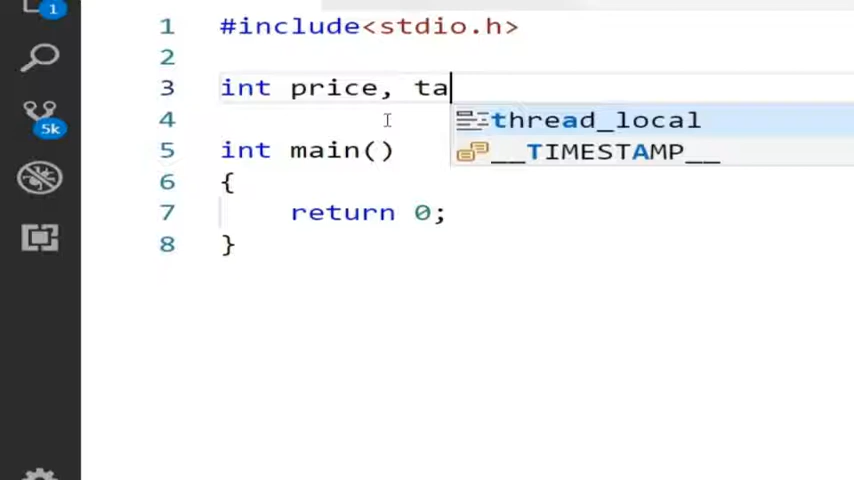 1
5k
1 #include<stdio.h>
2
3 int price, ta
thread_local
4
__TIMESTAMP__
5 int main()
6 {
7 return 0;
8 }